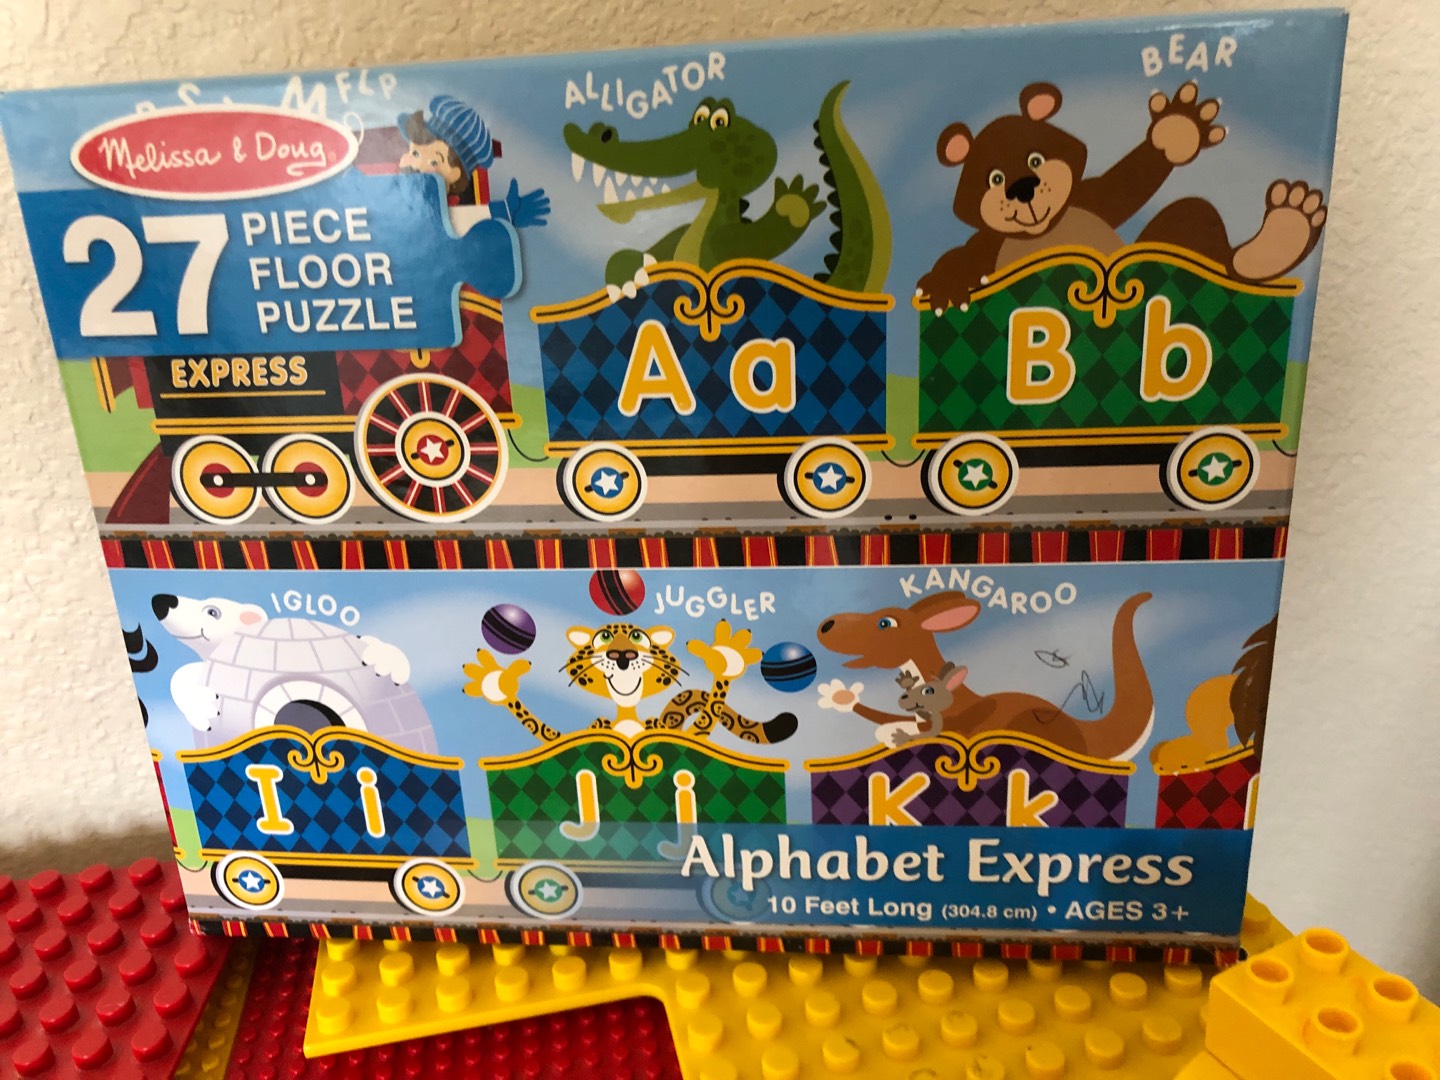 Melissa & Doug
27 PIECE
FLOOR
PUZZLE
EXPRESS
ALLIGATOR
BEAR
A a
B b
IGLOO
JUGGLER
KANGAROO
I i
J j
K k
Alphabet Express
10 Feet Long (304.8 cm) • AGES 3+